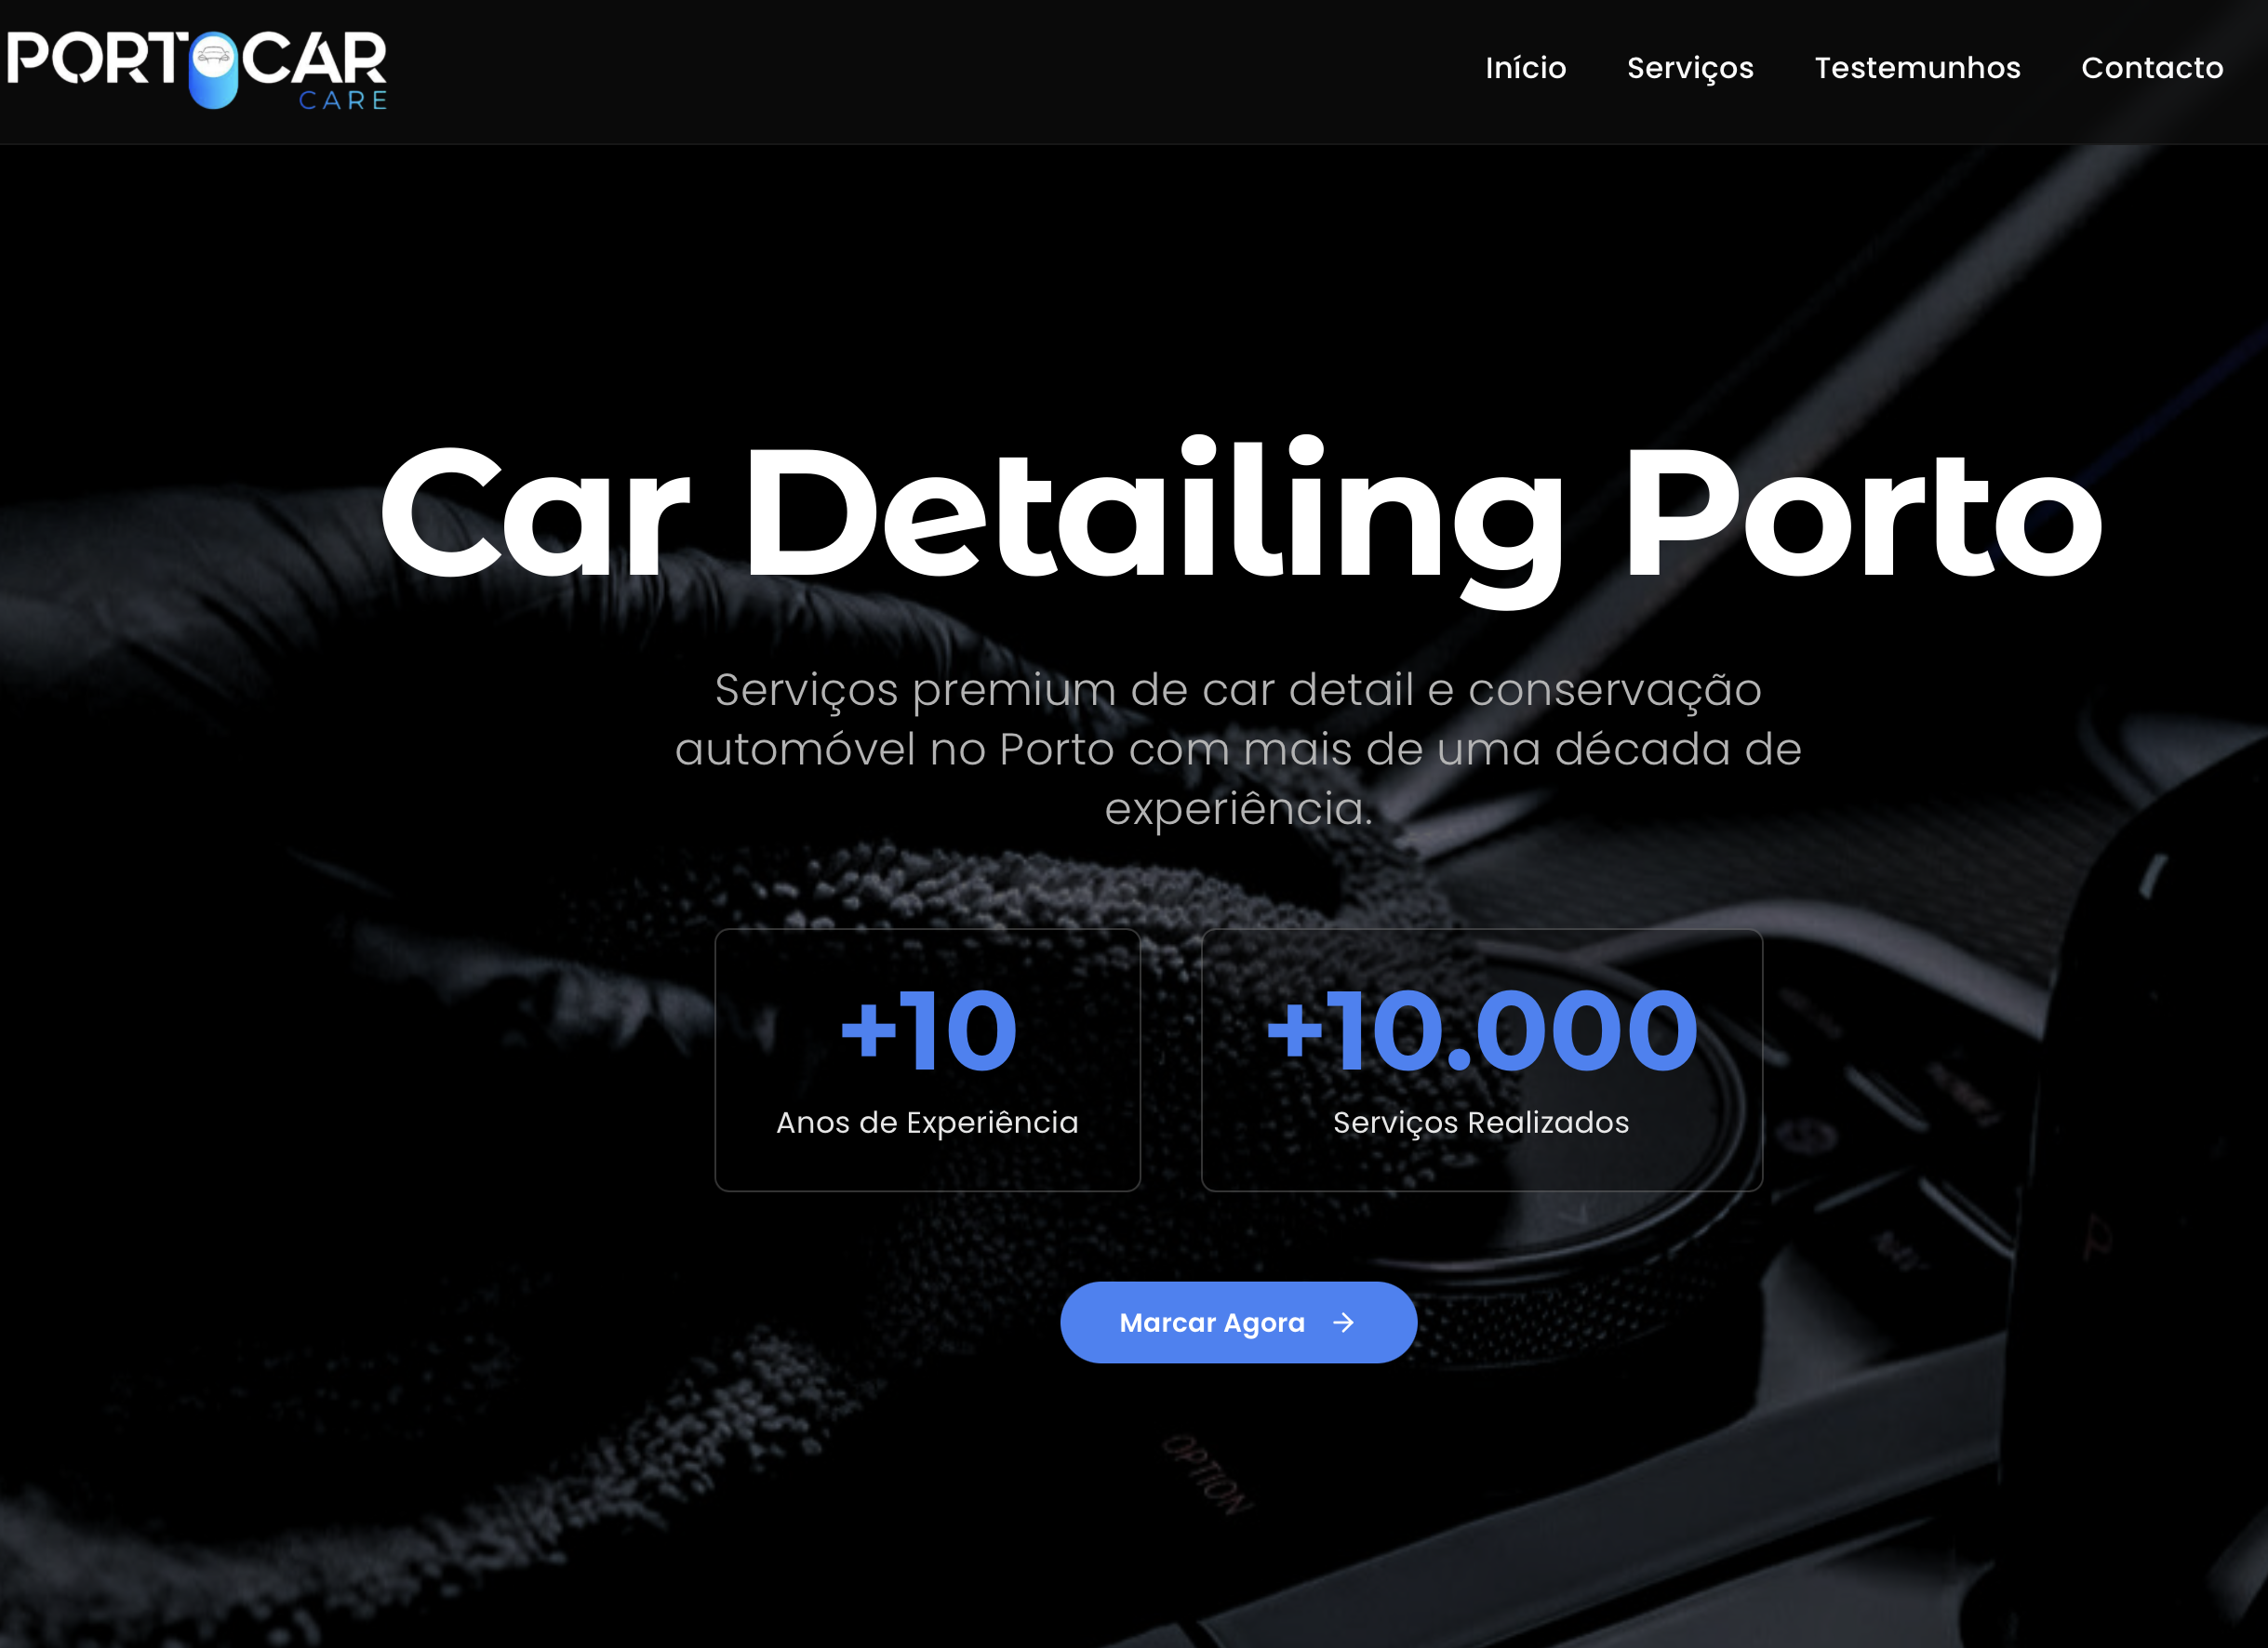 PORTOCAR
CARE
Início Serviços Testemunhos Contacto
Car Detailing Porto
Serviços premium de car detail e conservação
automóvel no Porto com mais de uma década de
experiência.
+10 +10.000
Anos de Experiência Serviços Realizados
Marcar Agora →
OPTION